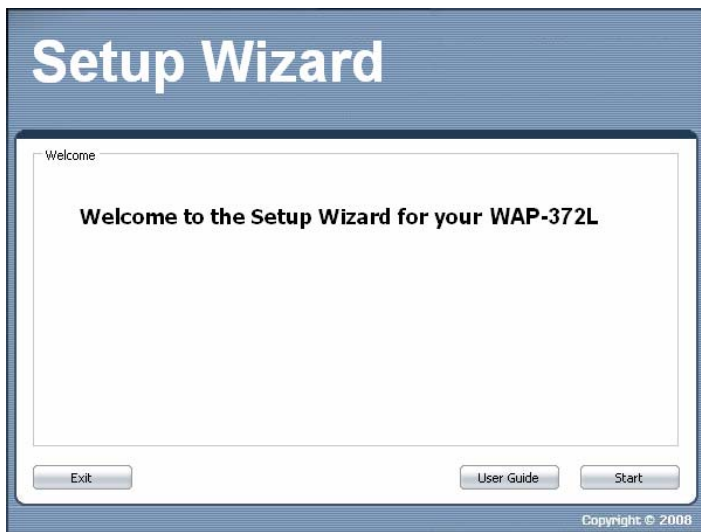 Setup Wizard
Welcome
Welcome to the Setup Wizard for your WAP-372L
Exit
User Guide
Start
Copyright © 2008